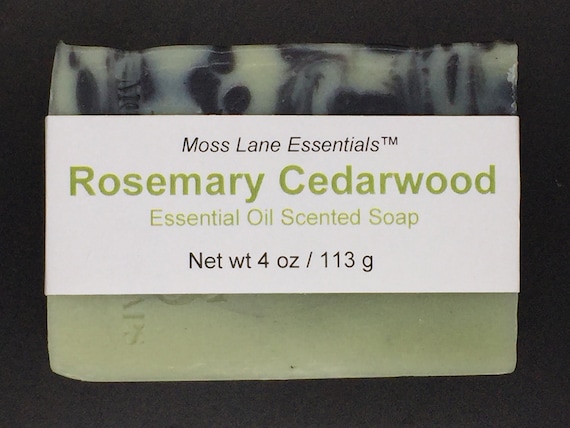 Moss Lane Essentials™
Rosemary Cedarwood
Essential Oil Scented Soap
Net wt 4 oz / 113 g